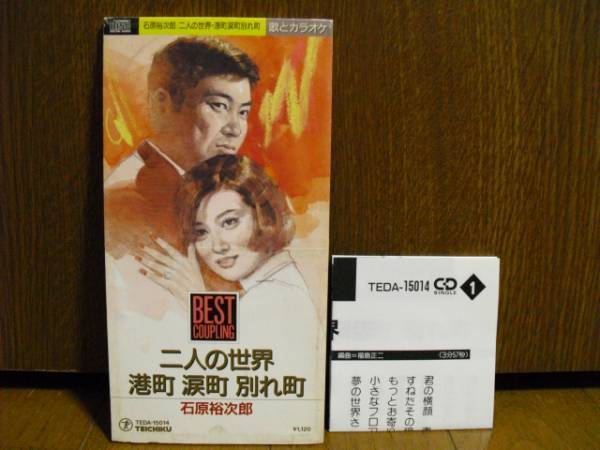 石原裕次郎/二人の世界・港町涙町別れ町
歌とカラオケ
BEST
COUPLING
二人の世界
港町 涙町 別れ町
石原裕次郎
TEDA-15014
TEICHIKU
¥1,120
TEDA-15014 CD SINGLE 1
界
編曲=福島正二 (3分57秒)
君の横顔
すねたその
もっとお寄り
小さなフロア
夢の世界さ